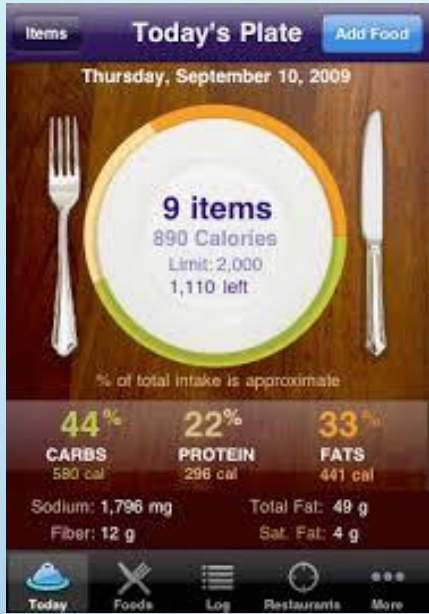 Items
Today's Plate
Add Food
Thursday, September 10, 2009
9 items
890 Calories
Limit: 2,000
1,110 left
% of total intake is approximate
44% 22% 33%
CARBS PROTEIN FATS
580 cal 296 cal 441 cal
Sodium: 1,796 mg Total Fat: 49 g
Fiber: 12 g Sat. Fat: 4 g
Today Foods Log Restaurants More